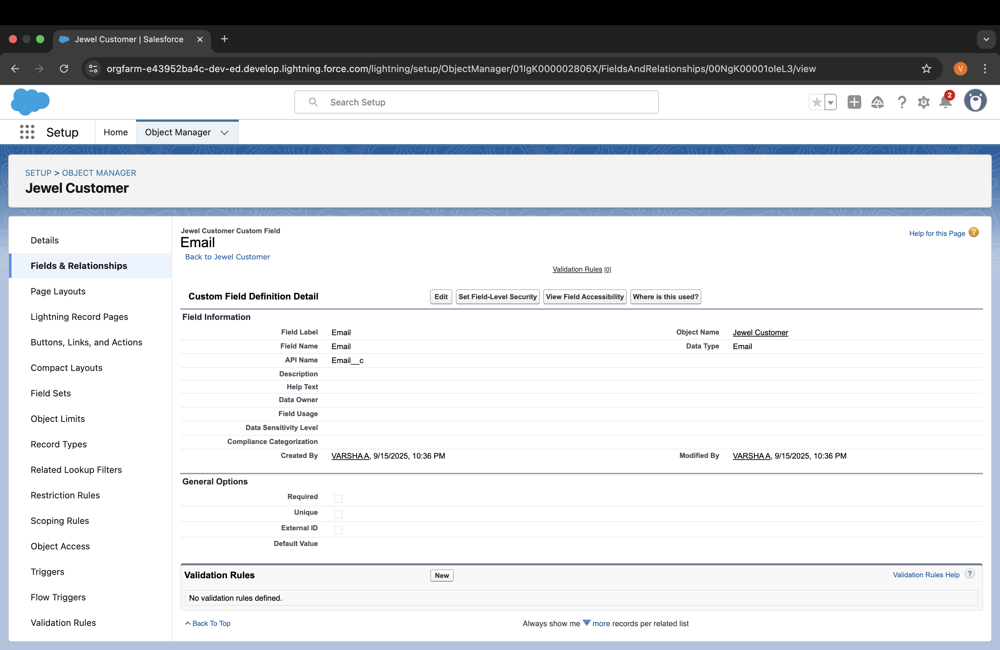 Jewel Customer | Salesforce
orgfarm-e43952ba4c-dev-ed.develop.lightning.force.com/lightning/setup/ObjectManager/01IgK000002806X/FieldsAndRelationships/00NgK00001oIeL3/view
V
Search Setup
2
Setup
Home
Object Manager
SETUP > OBJECT MANAGER
Jewel Customer
Details
Fields & Relationships
Page Layouts
Lightning Record Pages
Buttons, Links, and Actions
Compact Layouts
Field Sets
Object Limits
Record Types
Related Lookup Filters
Restriction Rules
Scoping Rules
Object Access
Triggers
Flow Triggers
Validation Rules
Jewel Customer Custom Field
Email
Back to Jewel Customer
Help for this Page
Validation Rules [0]
Custom Field Definition Detail
Edit
Set Field-Level Security
View Field Accessibility
Where is this used?
Field Information
Field Label Email
Object Name Jewel Customer
Field Name Email
Data Type Email
API Name Email__c
Description
Help Text
Data Owner
Field Usage
Data Sensitivity Level
Compliance Categorization
Created By VARSHA A, 9/15/2025, 10:36 PM
Modified By VARSHA A, 9/15/2025, 10:36 PM
General Options
Required
Unique
External ID
Default Value
Validation Rules
New
Validation Rules Help
No validation rules defined.
Back To Top
Always show me more records per related list